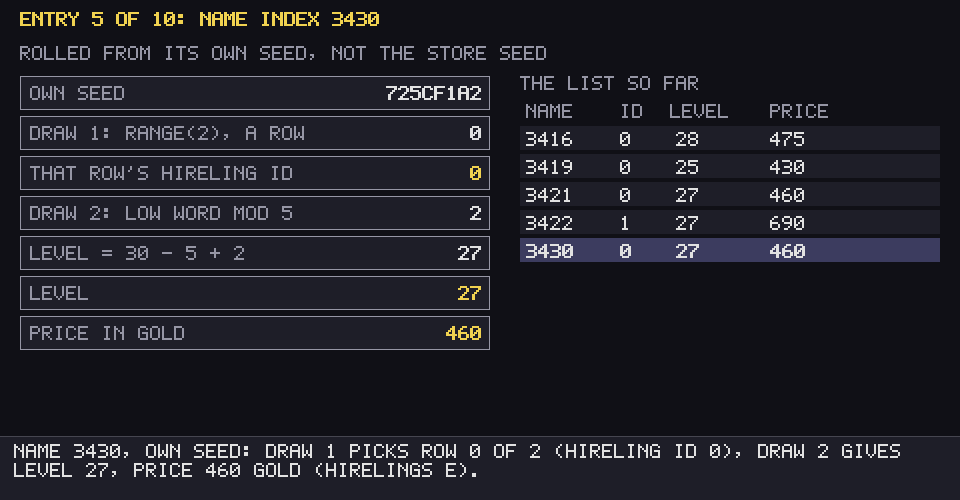 ENTRY 5 OF 10: NAME INDEX 3430
ROLLED FROM ITS OWN SEED, NOT THE STORE SEED
OWN SEED 725CF1A2
DRAW 1: RANGE(2), A ROW 0
THAT ROW'S HIRELING ID 0
DRAW 2: LOW WORD MOD 5 2
LEVEL = 30 - 5 + 2 27
LEVEL 27
PRICE IN GOLD 460
THE LIST SO FAR
NAME ID LEVEL PRICE
3416 0 28 475
3419 0 25 430
3421 0 27 460
3422 1 27 690
3430 0 27 460
NAME 3430, OWN SEED: DRAW 1 PICKS ROW 0 OF 2 (HIRELING ID 0), DRAW 2 GIVES
LEVEL 27, PRICE 460 GOLD (HIRELINGS E).